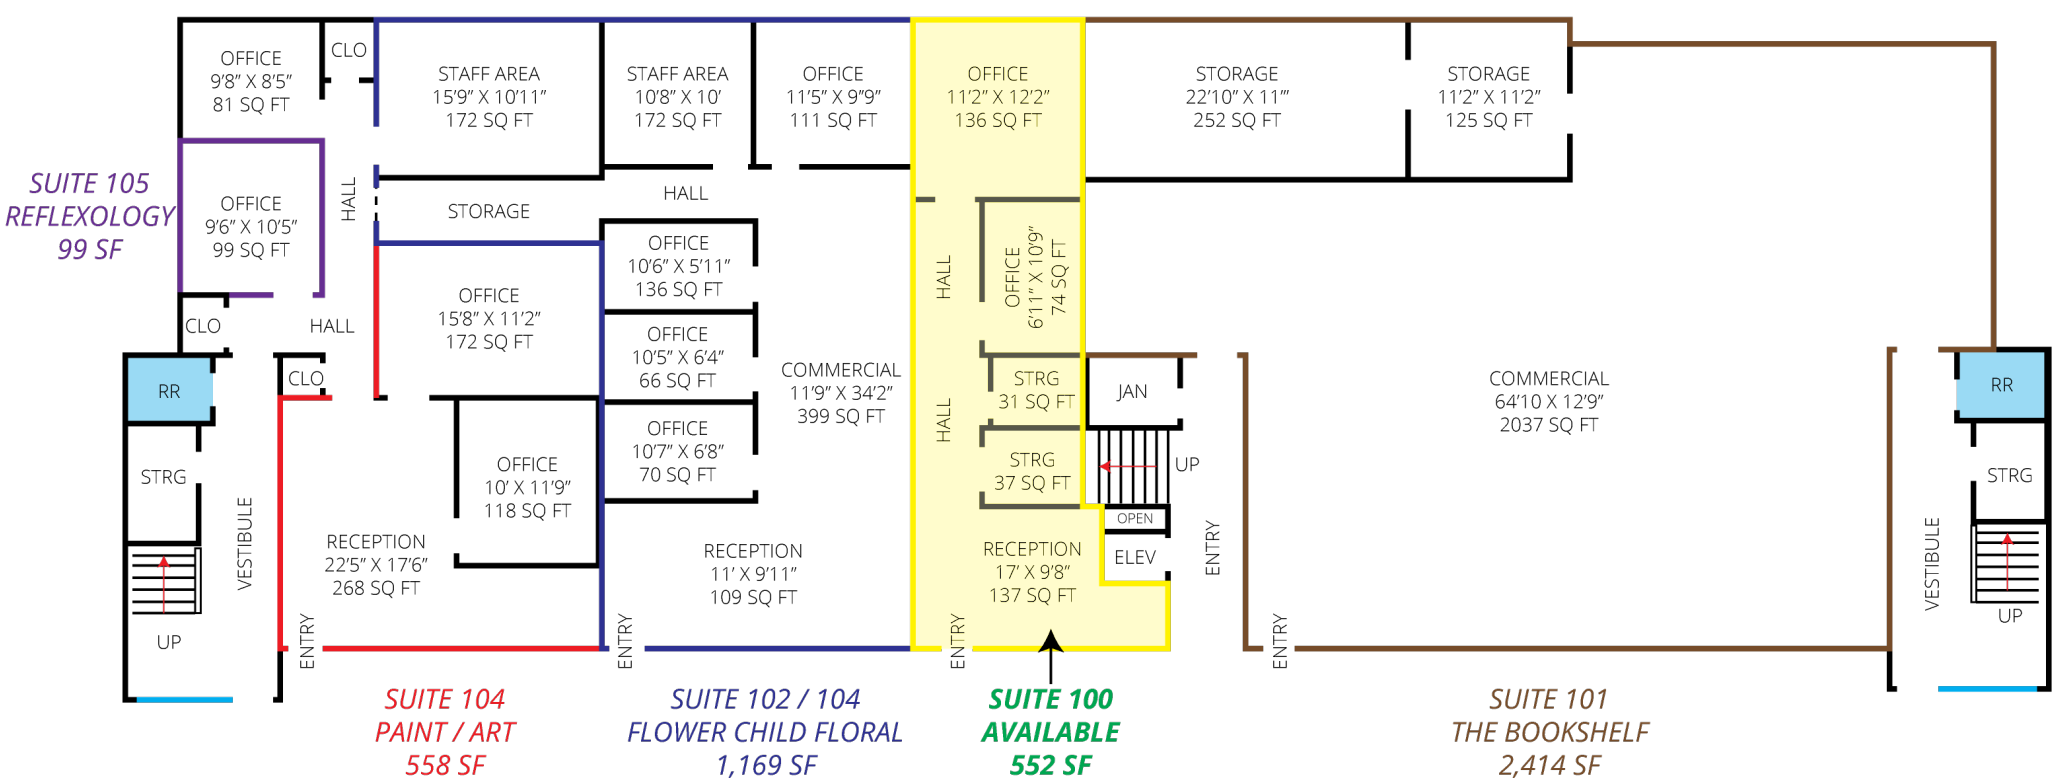 OFFICE
9'8" X 8'5"
81 SQ FT
CLO
STAFF AREA
15'9" X 10'11"
172 SQ FT
STAFF AREA
10'8" X 10'
172 SQ FT
OFFICE
11'5" X 9"9"
111 SQ FT
OFFICE
11'2" X 12'2"
136 SQ FT
STORAGE
22'10" X 11'"
252 SQ FT
STORAGE
11'2" X 11'2"
125 SQ FT
SUITE 105
REFLEXOLOGY
99 SF
OFFICE
9'6" X 10'5"
99 SQ FT
HALL
STORAGE
HALL
OFFICE
10'6" X 5'11"
136 SQ FT
HALL
OFFICE
6'11" X 10'9"
74 SQ FT
CLO
HALL
OFFICE
15'8" X 11'2"
172 SQ FT
OFFICE
10'5" X 6'4"
66 SQ FT
COMMERCIAL
11'9" X 34'2"
399 SQ FT
RR
CLO
HALL
STRG
31 SQ FT
JAN
COMMERCIAL
64'10 X 12'9"
2037 SQ FT
RR
OFFICE
10'7" X 6'8"
70 SQ FT
STRG
OFFICE
10' X 11'9"
118 SQ FT
STRG
37 SQ FT
UP
STRG
VESTIBULE
RECEPTION
22'5" X 17'6"
268 SQ FT
RECEPTION
11' X 9'11"
109 SQ FT
RECEPTION
17' X 9'8"
137 SQ FT
OPEN
ELEV
ENTRY
VESTIBULE
UP
UP
ENTRY
ENTRY
ENTRY
ENTRY
SUITE 104
PAINT / ART
558 SF
SUITE 102 / 104
FLOWER CHILD FLORAL
1,169 SF
SUITE 100
AVAILABLE
552 SF
SUITE 101
THE BOOKSHELF
2,414 SF